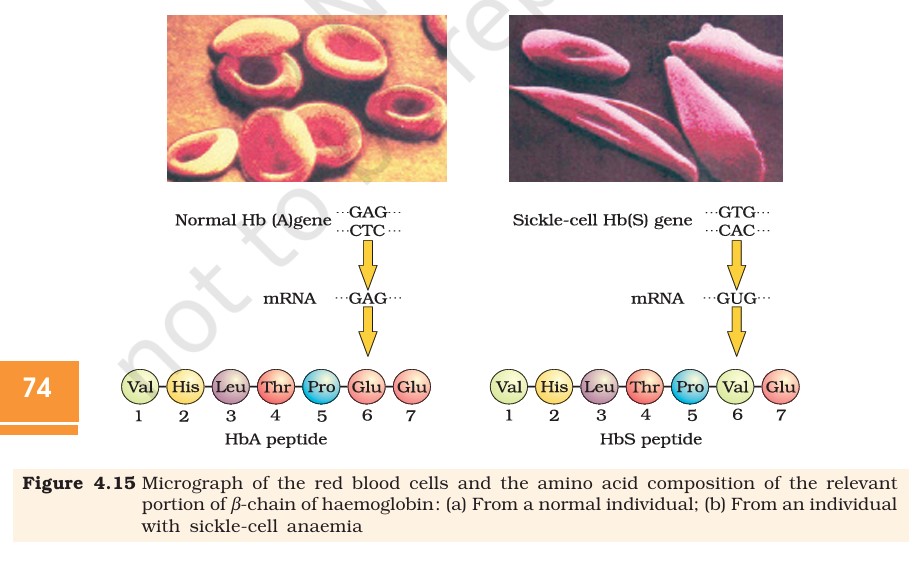 not to be rep
Normal Hb (A)gene ···GAG···
···CTC···
mRNA ···GAG···
Val His Leu Thr Pro Glu Glu
1 2 3 4 5 6 7
HbA peptide
Sickle-cell Hb(S) gene ···GTG···
···CAC···
mRNA ···GUG···
Val His Leu Thr Pro Val Glu
1 2 3 4 5 6 7
HbS peptide
74
Figure 4.15 Micrograph of the red blood cells and the amino acid composition of the relevant
portion of β-chain of haemoglobin: (a) From a normal individual; (b) From an individual
with sickle-cell anaemia